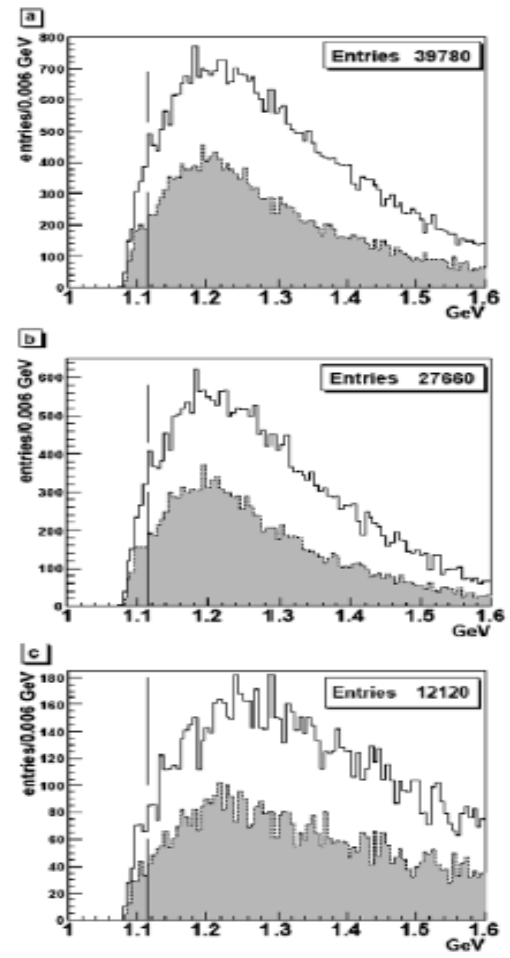 a
entries/0.006 GeV
Entries 39780
800
700
600
500
400
300
200
100
0
1 1.1 1.2 1.3 1.4 1.5 1.6
GeV
b
entries/0.006 GeV
Entries 27660
600
500
400
300
200
100
0
1 1.1 1.2 1.3 1.4 1.5 1.6
GeV
c
entries/0.006 GeV
Entries 12120
180
160
140
120
100
80
60
40
20
0
1 1.1 1.2 1.3 1.4 1.5 1.6
GeV